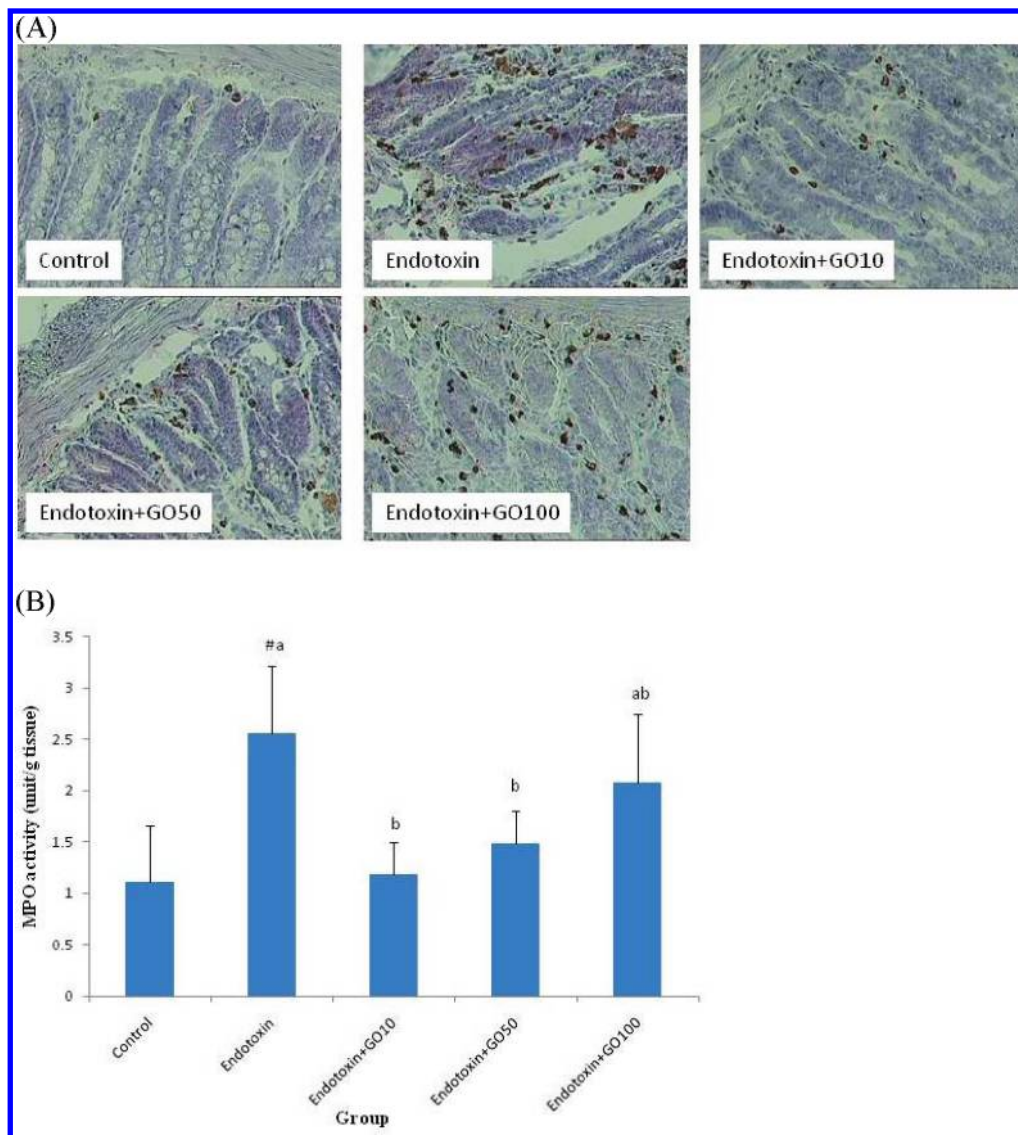 (A)
Control
Endotoxin
Endotoxin+GO10
Endotoxin+GO50
Endotoxin+GO100
(B)
MPO activity (unit/g tissue)
3.5
3
2.5
2
1.5
1
0.5
0
#a
b
b
ab
Control
Endotoxin
Endotoxin+GO10
Endotoxin+GO50
Endotoxin+GO100
Group